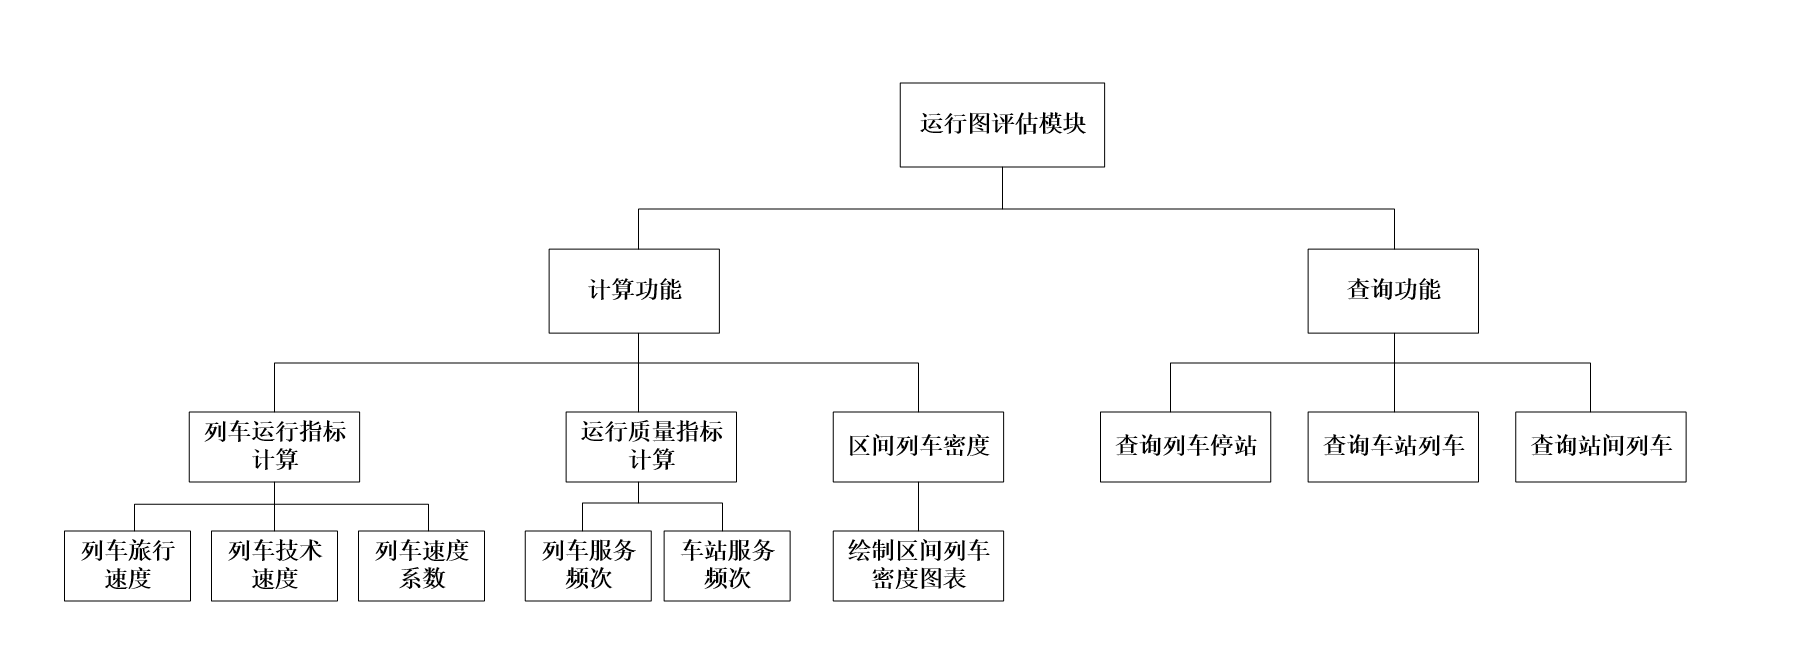 运行图评估模块
计算功能
查询功能
列车运行指标
计算
运行质量指标
计算
区间列车密度
查询列车停站
查询车站列车
查询站间列车
列车旅行
速度
列车技术
速度
列车速度
系数
列车服务
频次
车站服务
频次
绘制区间列车
密度图表